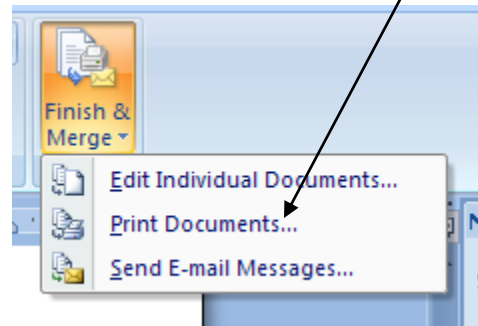 Finish &
Merge
Edit Individual Documents...
Print Documents...
Send E-mail Messages...